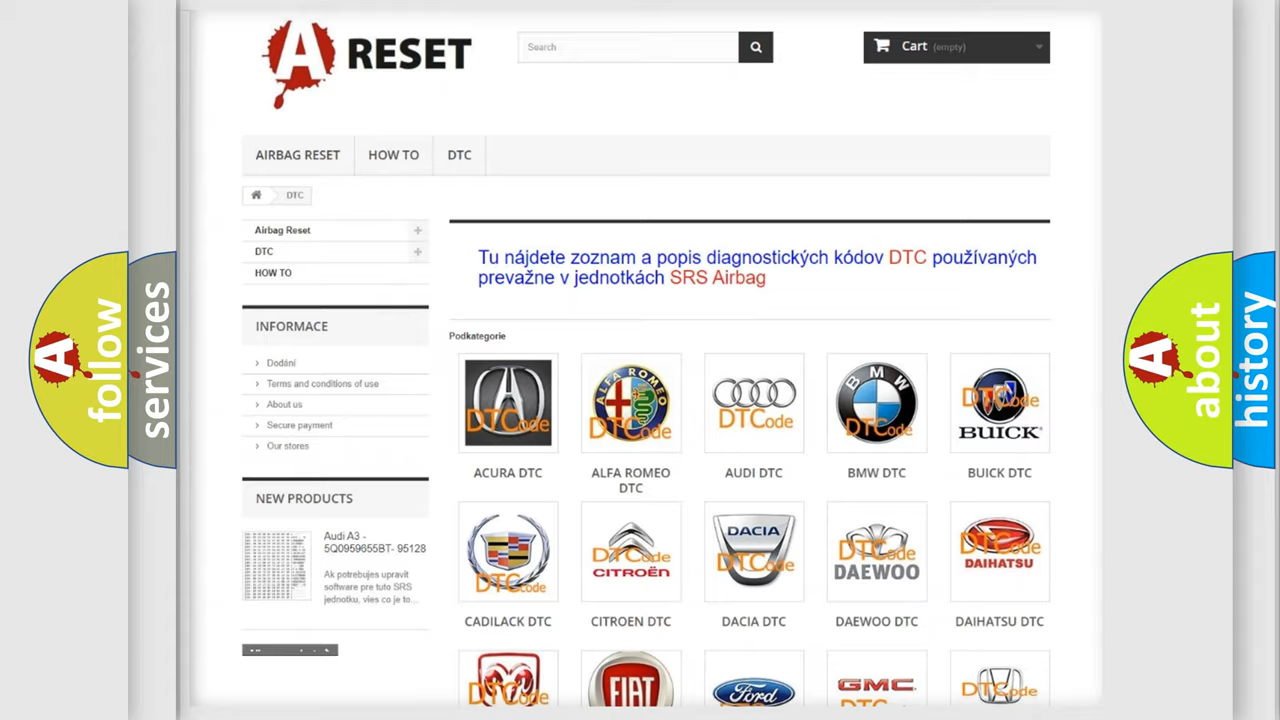 A RESET
Search
Cart (empty)
AIRBAG RESET
HOW TO
DTC
DTC
Airbag Reset
DTC
HOW TO
Tu nájdete zoznam a popis diagnostických kódov DTC používaných
prevažne v jednotkách SRS Airbag
INFORMACE
Dodání
Terms and conditions of use
About us
Secure payment
Our stores
NEW PRODUCTS
Audi A3 -
5Q0959655BT- 95128
Ak potrebujes upravit
software pre tuto SRS
jednotku, vies co je to...
Podkategorie
DTCode
ALFA ROMEO
DTCode
DTCode
BMW
DTCode
DTCode
BUICK
ACURA DTC
ALFA ROMEO
DTC
AUDI DTC
BMW DTC
BUICK DTC
DTCode
DTCode
CITROËN
DACIA
DTCode
DTCode
DAEWOO
DTCode
DAIHATSU
CADILACK DTC
CITROEN DTC
DACIA DTC
DAEWOO DTC
DAIHATSU DTC
DTCode
FIAT
Ford
GMC
DTCode
A
follow
services
A
about
history